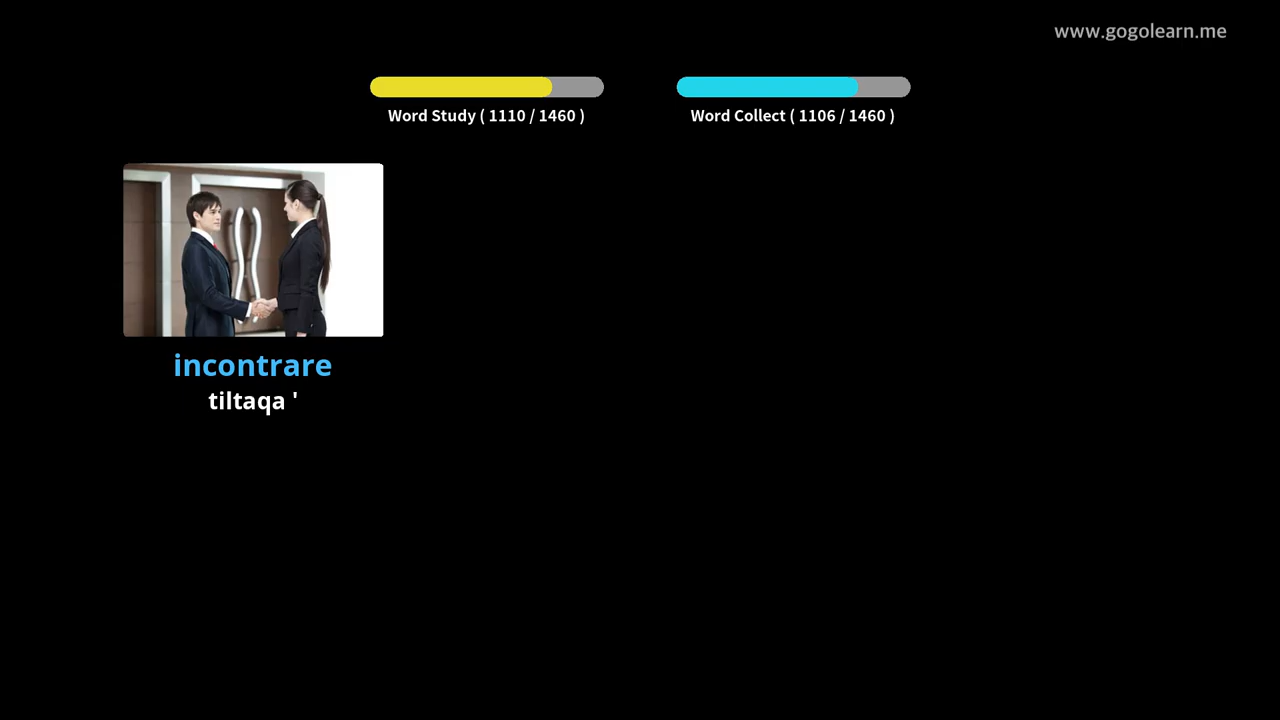 www.gogolearn.me
Word Study ( 1110 / 1460 )
Word Collect ( 1106 / 1460 )
incontrare
tiltaqa '